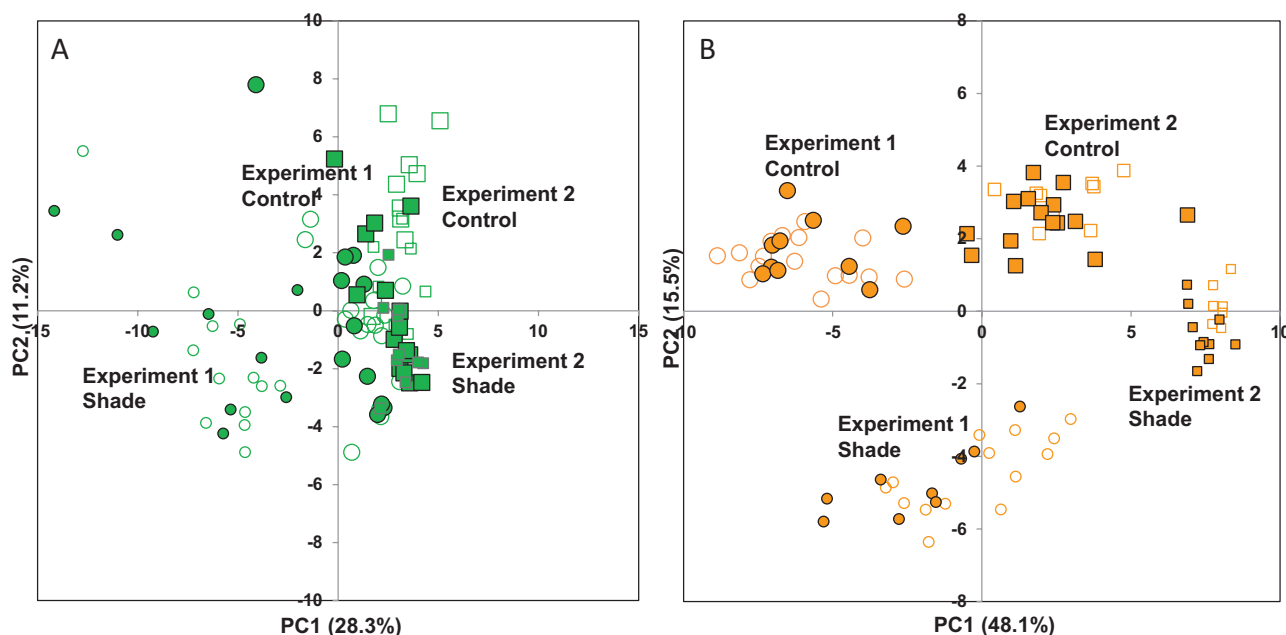 A
B
PC2 (11.2%)
10
8
6
4
2
0
-2
-4
-6
-8
-10
-15
-10
-5
0
5
10
15
Experiment 1
Control
Experiment 2
Control
Experiment 1
Shade
Experiment 2
Shade
PC1 (28.3%)
PC2 (15.5%)
8
6
4
2
0
-2
-4
-6
-8
-10
-5
0
5
10
Experiment 1
Control
Experiment 2
Control
Experiment 1
Shade
Experiment 2
Shade
PC1 (48.1%)